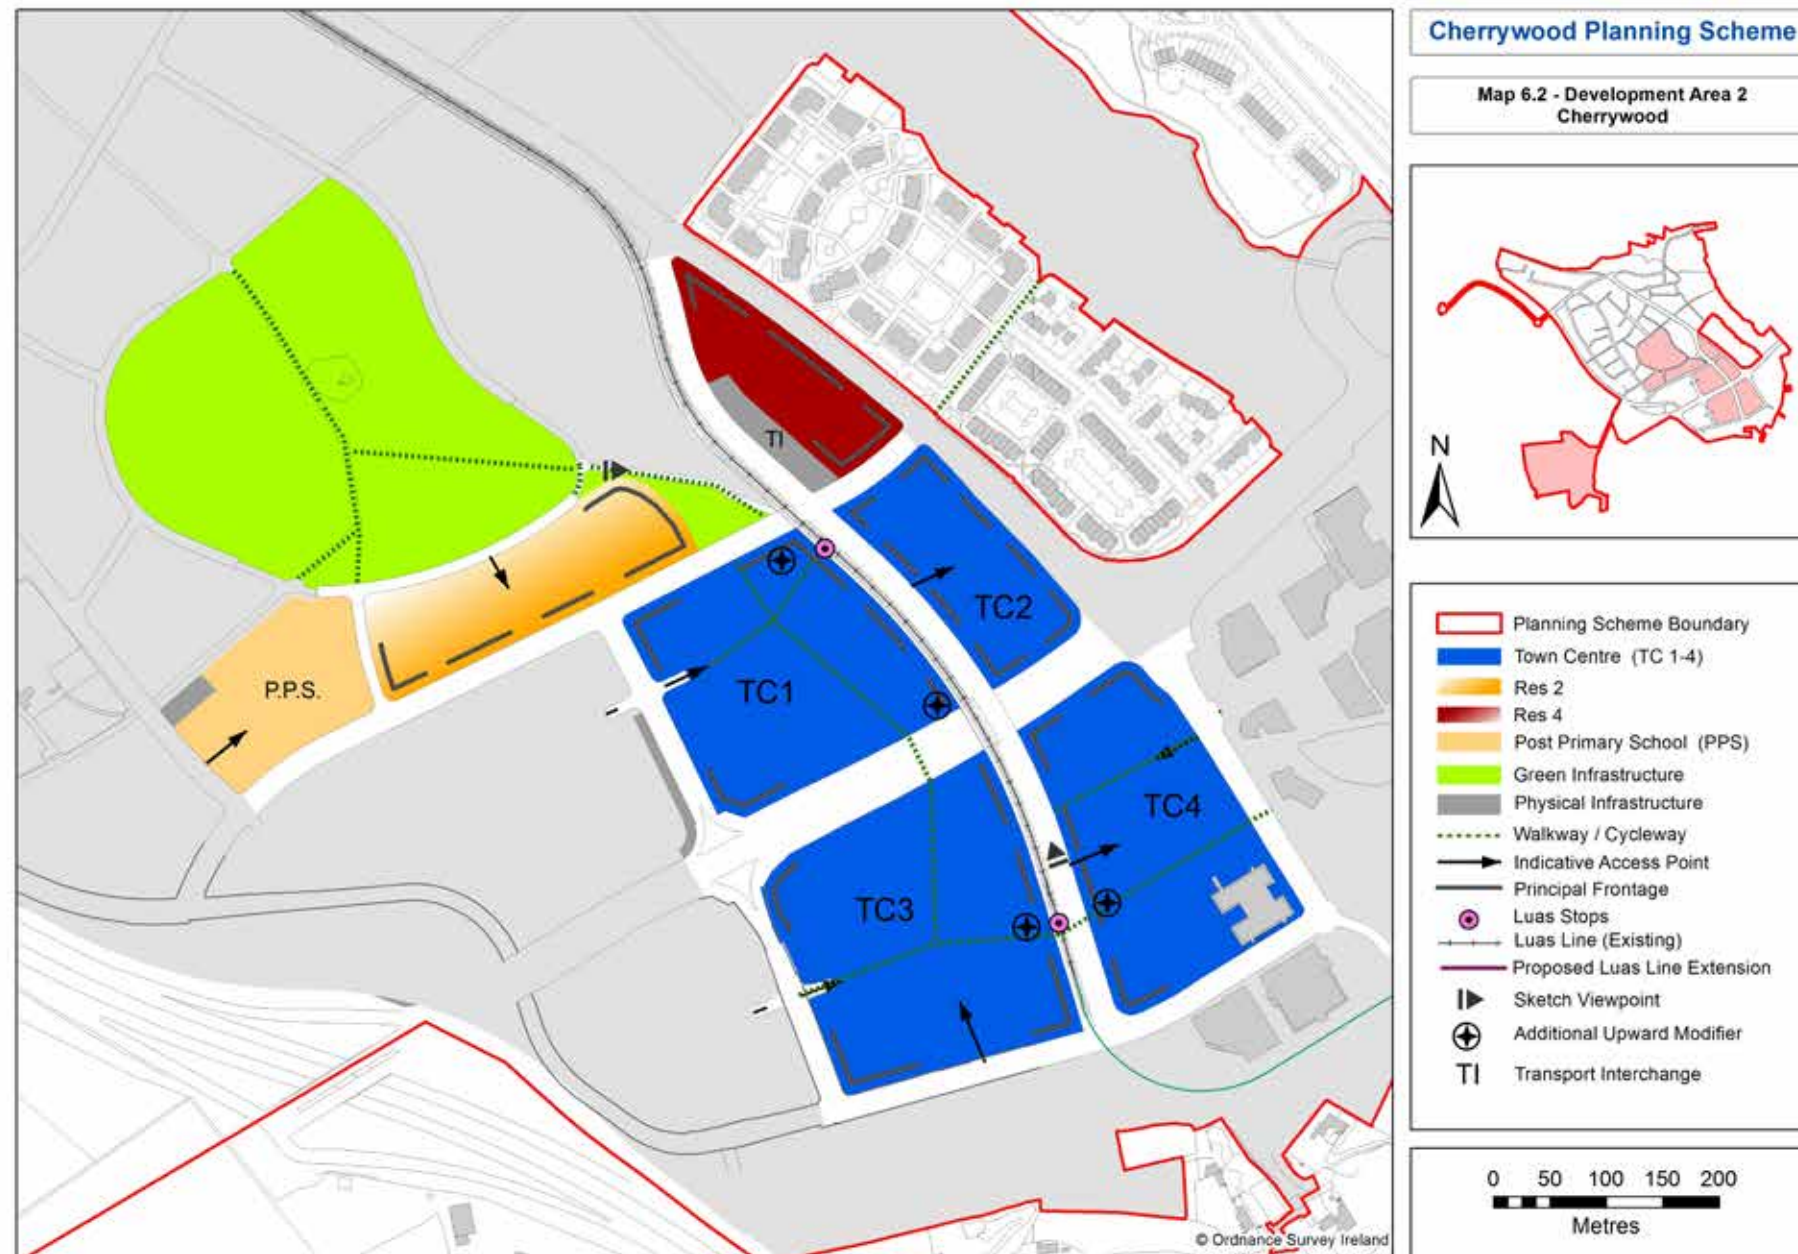 Cherrywood Planning Scheme
Map 6.2 - Development Area 2
Cherrywood
N
TI
TC2
TC1
P.P.S.
TC4
TC3
© Ordnance Survey Ireland
Planning Scheme Boundary
Town Centre (TC 1-4)
Res 2
Res 4
Post Primary School (PPS)
Green Infrastructure
Physical Infrastructure
Walkway / Cycleway
Indicative Access Point
Principal Frontage
Luas Stops
Luas Line (Existing)
Proposed Luas Line Extension
Sketch Viewpoint
Additional Upward Modifier
TI Transport Interchange
0 50 100 150 200
Metres